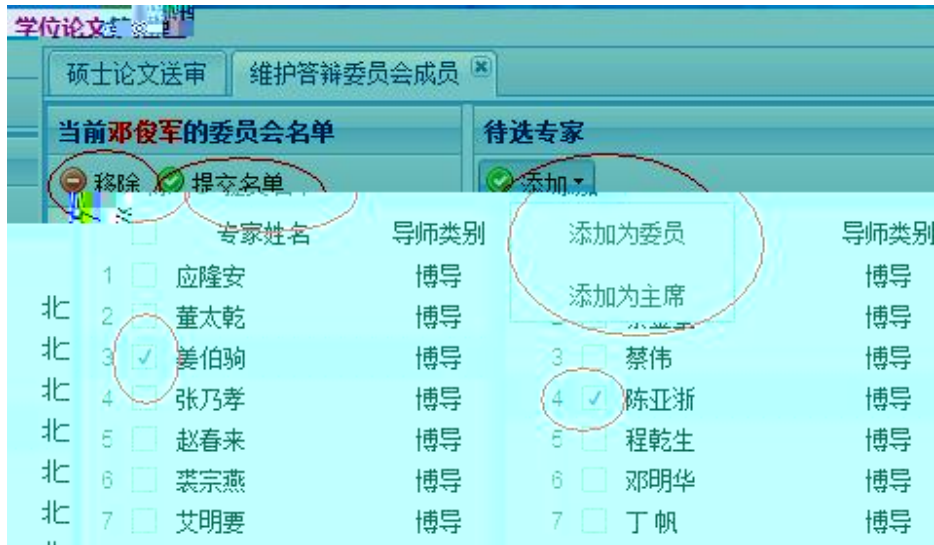 学位论文
硕士论文送审 维护答辩委员会成员
当前邓俊军的委员会名单 待选专家
移除 提交名单 添加
专家姓名 导师类别 添加为委员 导师类别
1 应隆安 博导 博导
添加为主席
北 2 董太乾 博导 博导
北 3 姜伯驹 博导 3 蔡伟 博导
北 4 张乃孝 博导 4 陈亚浙 博导
北 5 赵春来 博导 5 程乾生 博导
北 6 裘宗燕 博导 6 邓明华 博导
北 7 艾明要 博导 7 丁帆 博导